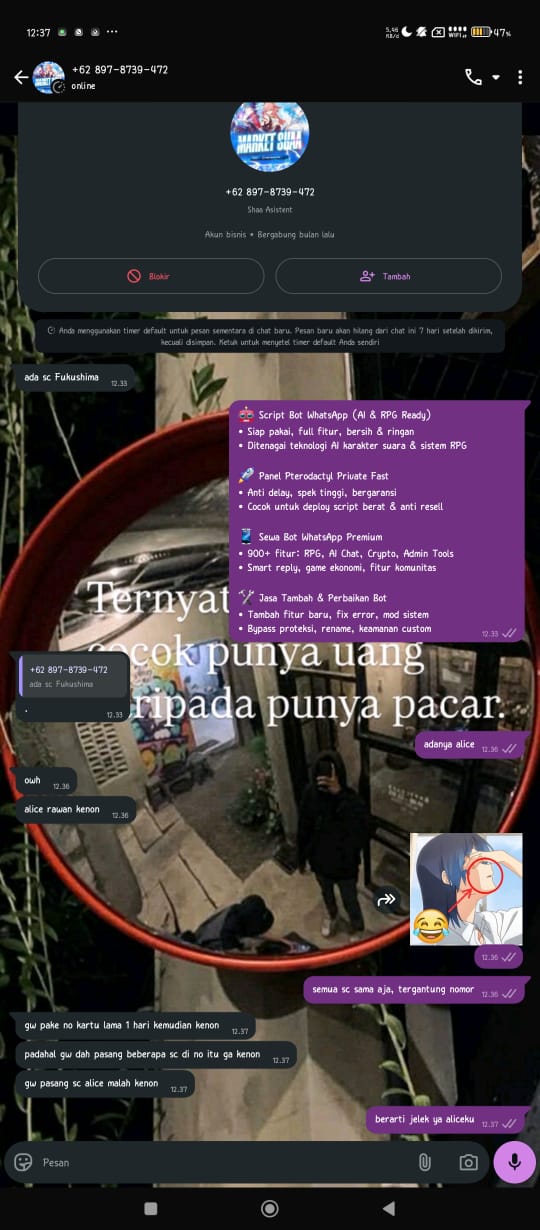 12:37
5,46
KB/d
WIFI
47%
+62 897-8739-472
online
MARKET SHAA
+62 897-8739-472
Shaa Asistent
Akun bisnis • Bergabung bulan lalu
Blokir
Tambah
Anda menggunakan timer default untuk pesan sementara di chat baru. Pesan baru akan hilang dari chat ini 7 hari setelah dikirim,
kecuali disimpan. Ketuk untuk menyetel timer default Anda sendiri
ada sc Fukushima 12.33
🤖 Script Bot WhatsApp (AI & RPG Ready)
• Siap pakai, full fitur, bersih & ringan
• Ditenagai teknologi AI karakter suara & sistem RPG
🚀 Panel Pterodactyl Private Fast
• Anti delay, spek tinggi, bergaransi
• Cocok untuk deploy script berat & anti resell
📱 Sewa Bot WhatsApp Premium
• 900+ fitur: RPG, AI Chat, Crypto, Admin Tools
• Smart reply, game ekonomi, fitur komunitas
🛠️ Jasa Tambah & Perbaikan Bot
• Tambah fitur baru, fix error, mod sistem
• Bypass proteksi, rename, keamanan custom
12.33
Ternyat
cocok punya uang
ripada punya pacar.
+62 897-8739-472
ada sc Fukushima
. 12.33
adanya alice 12.36
owh 12.36
alice rawan kenon 12.36
12.36
semua sc sama aja, tergantung nomor 12.36
gw pake no kartu lama 1 hari kemudian kenon 12.37
padahal gw dah pasang beberapa sc di no itu ga kenon 12.37
gw pasang sc alice malah kenon 12.37
berarti jelek ya aliceku 12.37
Pesan